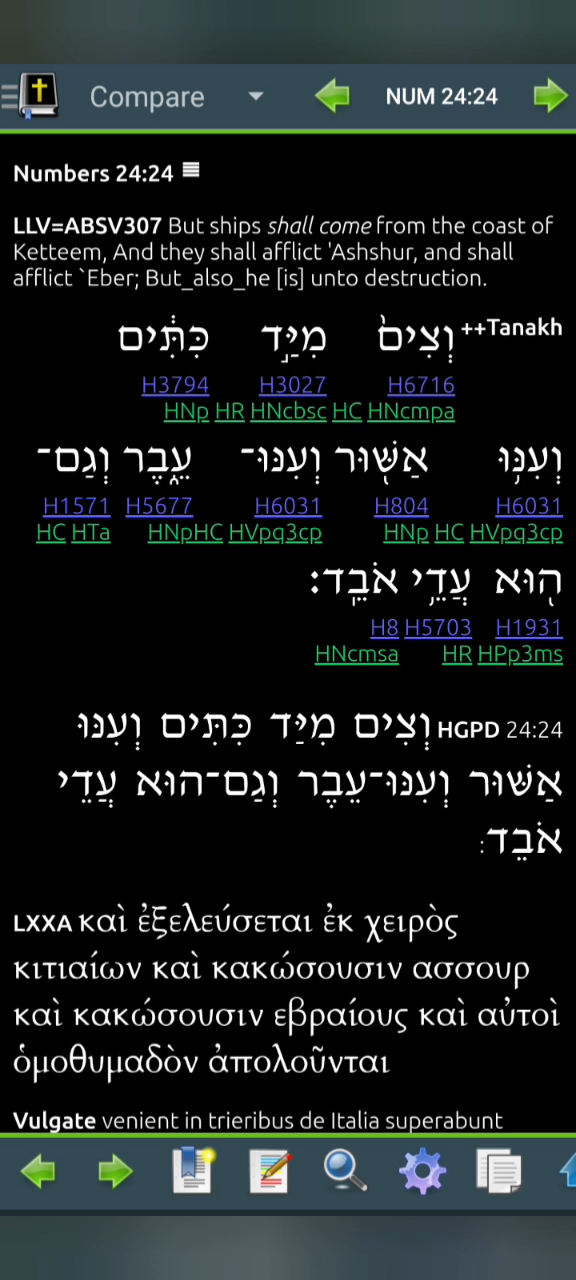 Compare
NUM 24:24
Numbers 24:24
LLV=ABSV307 But ships shall come from the coast of
Ketteem, And they shall afflict 'Ashshur, and shall
afflict `Eber; But_also_he [is] unto destruction.
++Tanakh וְצִים֙ מִיַּ֣ד כִּתִּ֔ים
H3794 H3027 H6716
HNp HR HNcbsc HC HNcmpa
וְעִנּ֥וּ אַשּׁ֖וּר וְעִנּוּ־ עֵ֑בֶר וְגַם־
H1571 H5677 H6031 H804 H6031
HC HTa HNpHC HVpq3cp HNp HC HVpq3cp
ה֖וּא עֲדֵ֥י אֹבֵֽד׃
H8 H5703 H1931
HNcmsa HR HPp3ms
HGPD 24:24 וְצִים מִיַּד כִּתִּים וְעִנּוּ
אַשּׁוּר וְעִנּוּ־עֵבֶר וְגַם־הוּא עֲדֵי
אֹבֵד:
LXXA καὶ ἐξελεύσεται ἐκ χειρὸς
κιτιαίων καὶ κακώσουσιν ασσουρ
καὶ κακώσουσιν εβραίους καὶ αὐτοὶ
ὁμοθυμαδὸν ἀπολοῦνται
Vulgate venient in trieribus de Italia superabunt